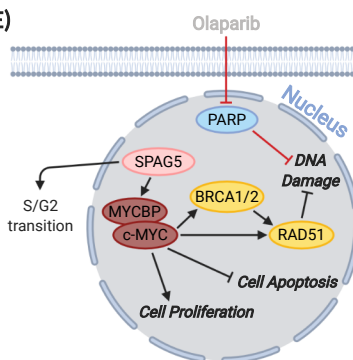 E)
Olaparib
Nucleus
PARP
DNA
Damage
SPAG5
S/G2
transition
MYCBP
c-MYC
BRCA1/2
RAD51
Cell Apoptosis
Cell Proliferation